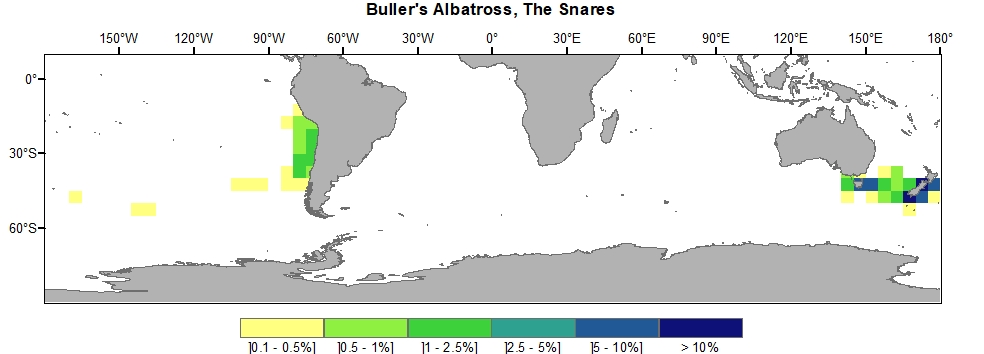 Buller's Albatross, The Snares
150°W 120°W 90°W 60°W 30°W 0° 30°E 60°E 90°E 120°E 150°E 180°
0°
30°S
60°S
]0.1 - 0.5%] ]0.5 - 1%] ]1 - 2.5%] ]2.5 - 5%] ]5 - 10%] > 10%